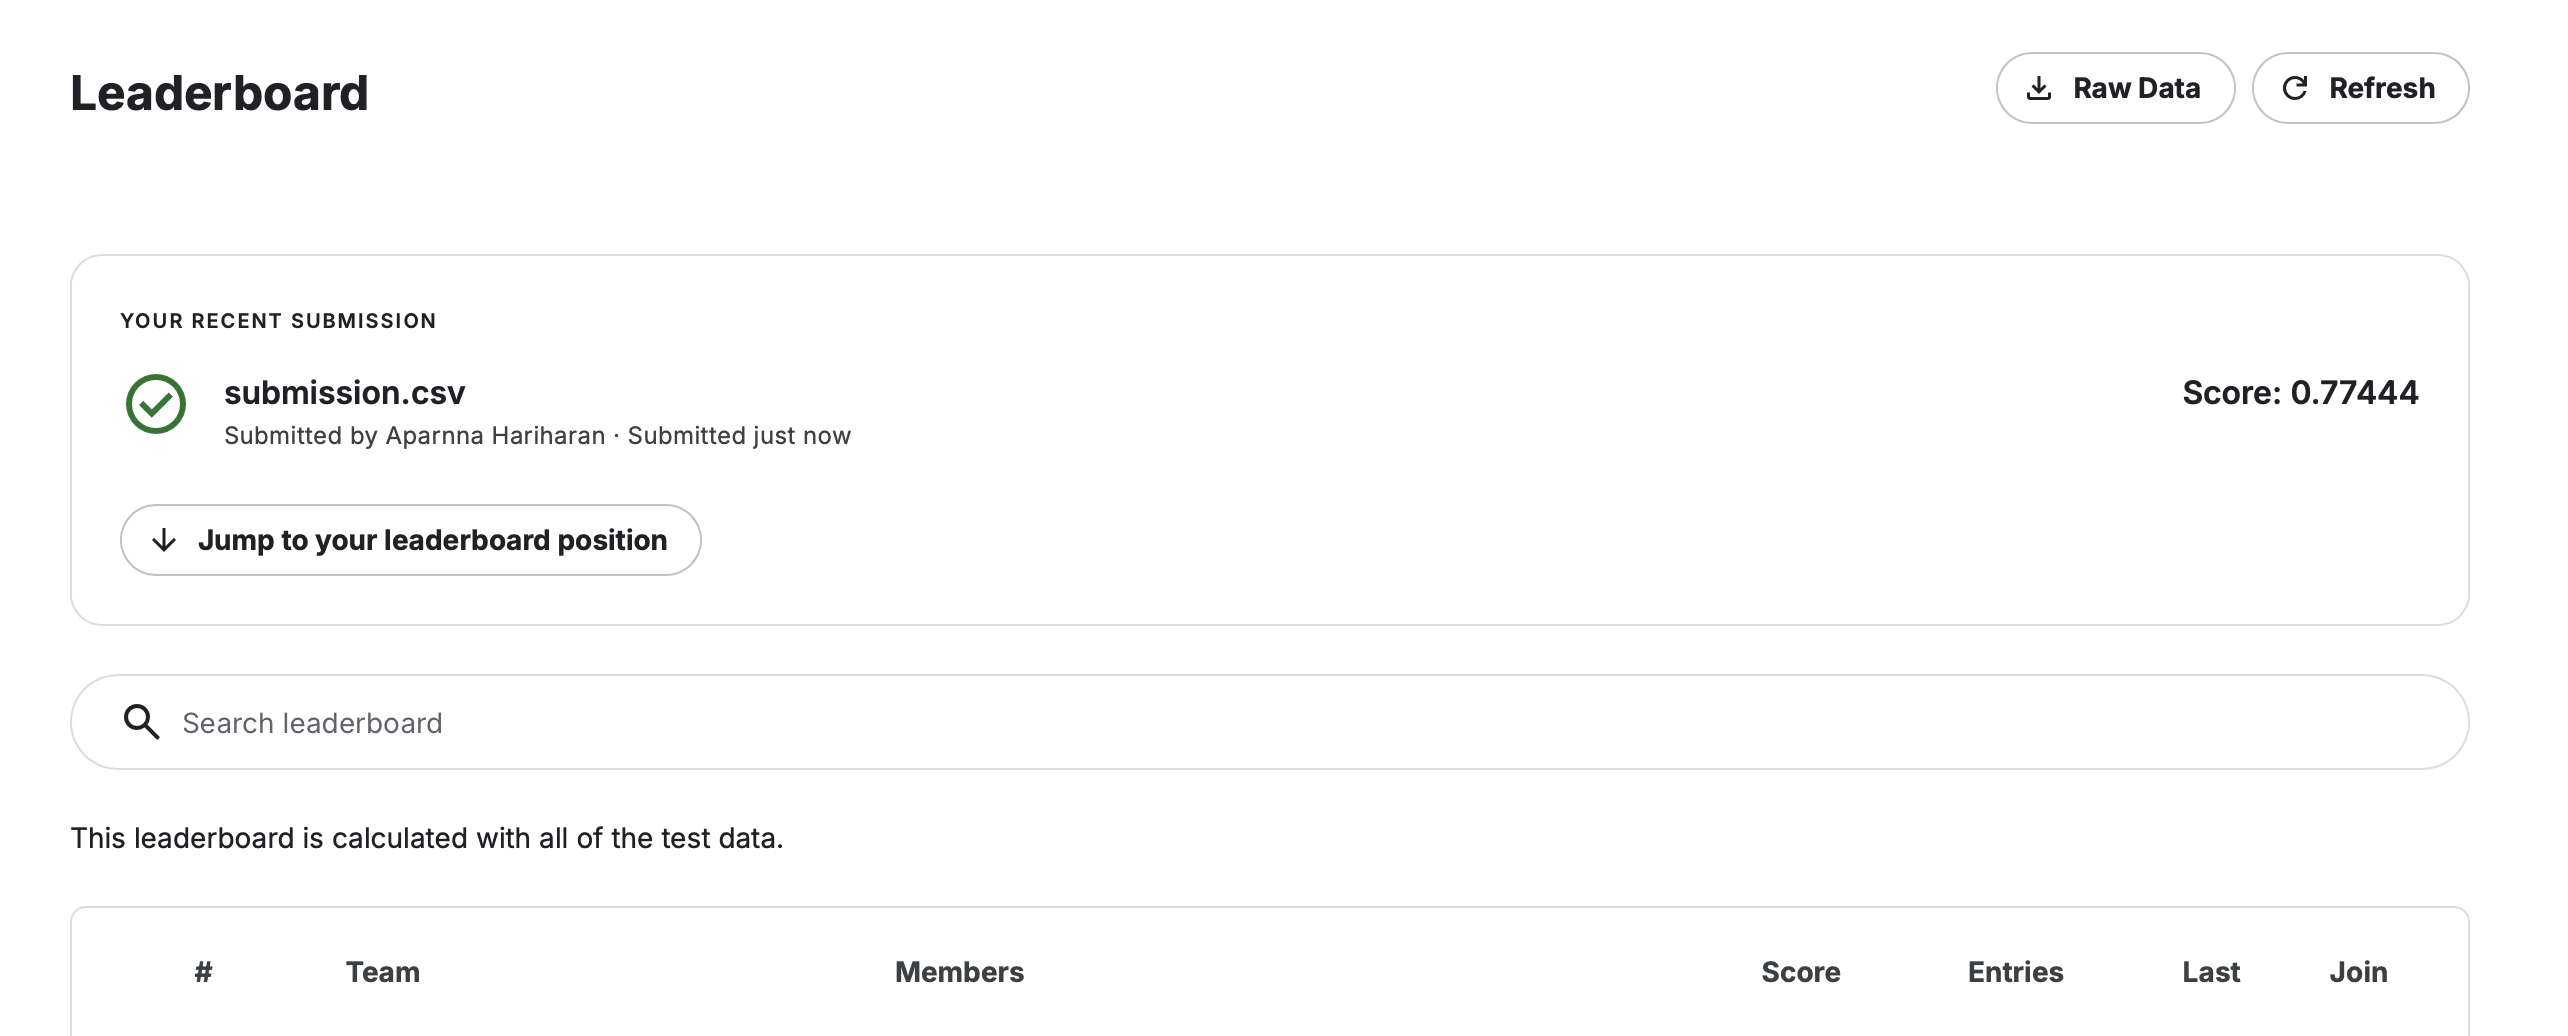 Leaderboard
Raw Data
Refresh
YOUR RECENT SUBMISSION
submission.csv
Score: 0.77444
Submitted by Aparnna Hariharan · Submitted just now
Jump to your leaderboard position
Search leaderboard
This leaderboard is calculated with all of the test data.
# Team Members Score Entries Last Join